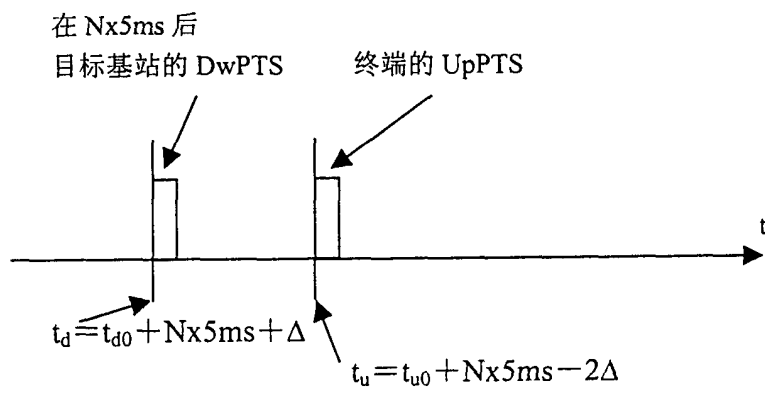 在 Nx5ms 后
目标基站的 DwPTS
终端的 UpPTS
t
td=td0+Nx5ms+Δ
tu=tu0+Nx5ms-2Δ